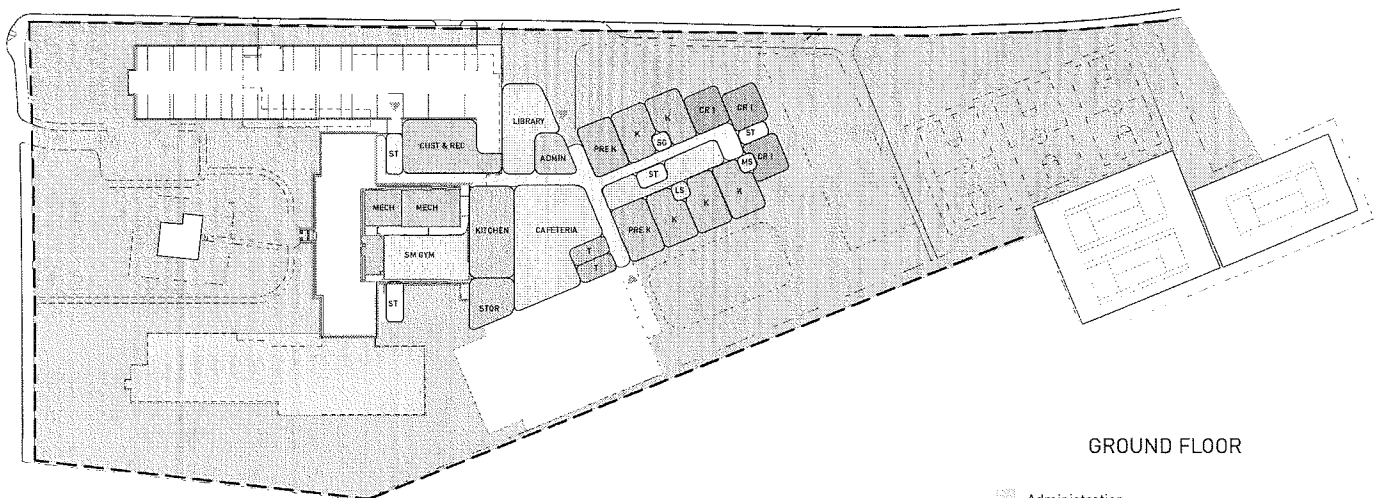 LIBRARY
ADMIN
ST
CUST & REC
PRE K
K
K
CR 1
CR 1
ST
CR 1
MS
SG
ST
LS
K
K
K
PRE K
MECH
MECH
KITCHEN
CAFETERIA
SM GYM
T
T
ST
STOR
GROUND FLOOR
Administration